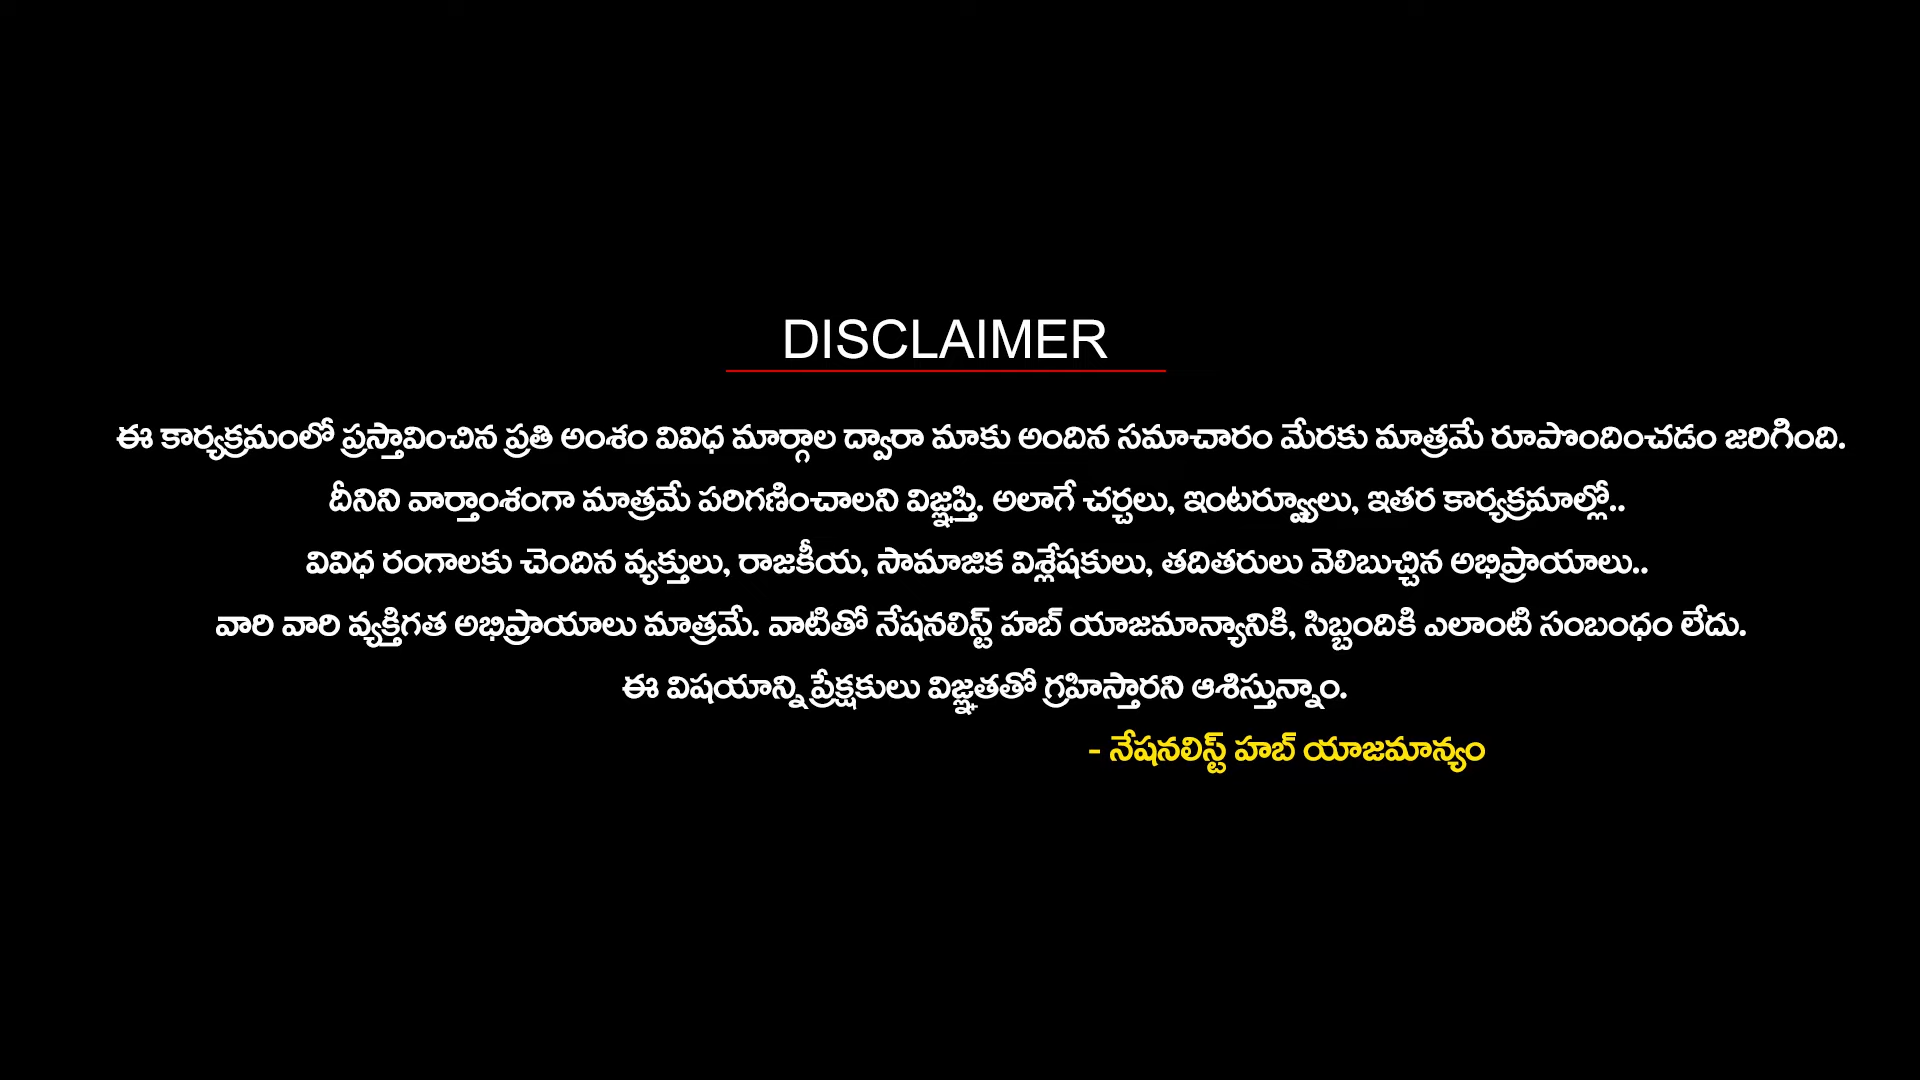 DISCLAIMER
ఈ కార్యక్రమంలో ప్రస్తావించిన ప్రతి అంశం వివిధ మార్గాల ద్వారా మాకు అందిన సమాచారం మేరకు మాత్రమే రూపొందించడం జరిగింది.
దీనిని వార్తాంశంగా మాత్రమే పరిగణించాలని విజ్ఞప్తి. అలాగే చర్చలు, ఇంటర్వ్యూలు, ఇతర కార్యక్రమాల్లో..
వివిధ రంగాలకు చెందిన వ్యక్తులు, రాజకీయ, సామాజిక విశ్లేషకులు, తదితరులు వెలిబుచ్చిన అభిప్రాయాలు..
వారి వారి వ్యక్తిగత అభిప్రాయాలు మాత్రమే. వాటితో నేషనలిస్ట్ హబ్ యాజమాన్యానికి, సిబ్బందికి ఎలాంటి సంబంధం లేదు.
ఈ విషయాన్ని ప్రేక్షకులు విజ్ఞతతో గ్రహిస్తారని ఆశిస్తున్నాం.
- నేషనలిస్ట్ హబ్ యాజమాన్యం